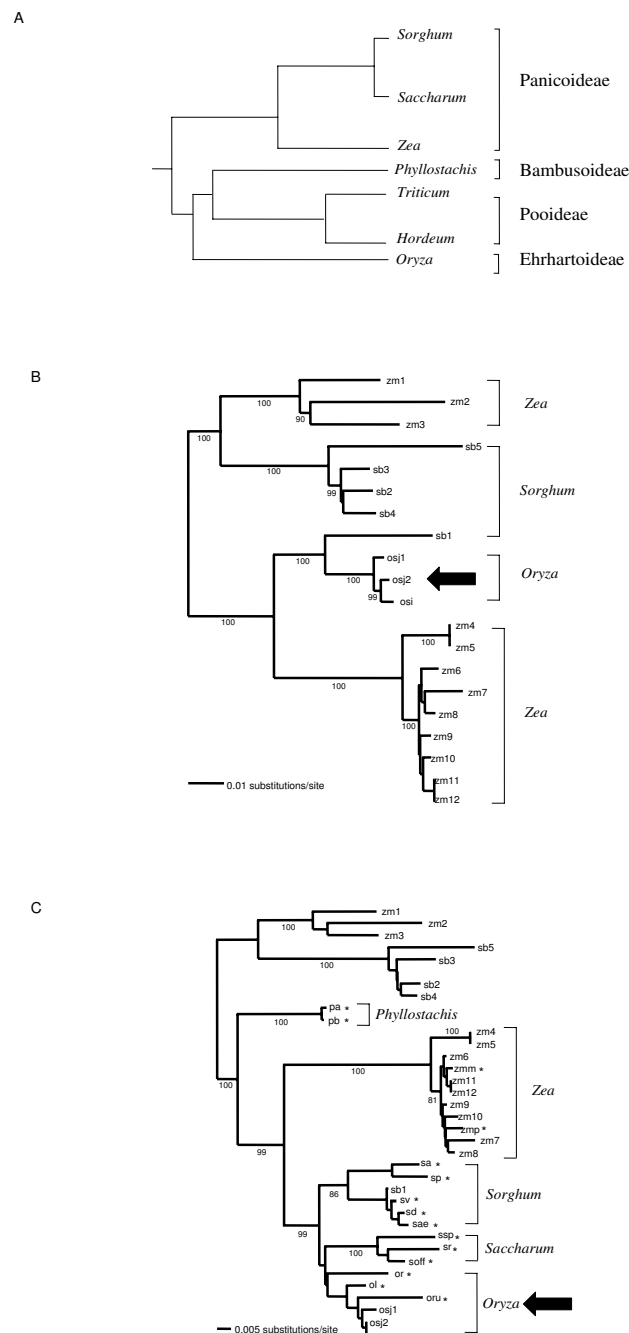 A
Sorghum
Saccharum
Panicoideae
Zea
Phyllostachis
Bambusoideae
Triticum
Pooideae
Hordeum
Oryza
Ehrhartoideae
B
zm1
100
zm2
Zea
90
zm3
100
sb5
100
sb3
99
sb2
Sorghum
sb4
sb1
100
osj1
100
osj2
Oryza
99
osi
100
zm4
100
zm5
zm6
100
zm7
Zea
zm8
100
zm9
zm10
zm11
0.01 substitutions/site
zm12
C
zm1
100
zm2
zm3
sb5
100
sb3
sb2
sb4
pa *
100
Phyllostachis
pb *
100
zm4
zm5
100
zm6
100
zmm *
zm11
Zea
zm12
81
zm9
zm10
zmp *
99
zm7
zm8
sa *
86
sp *
sb1
Sorghum
sv *
sd *
99
sae *
ssp *
100
sr *
Saccharum
soff *
or *
ol *
oru *
Oryza
osj1
0.005 substitutions/site
osj2